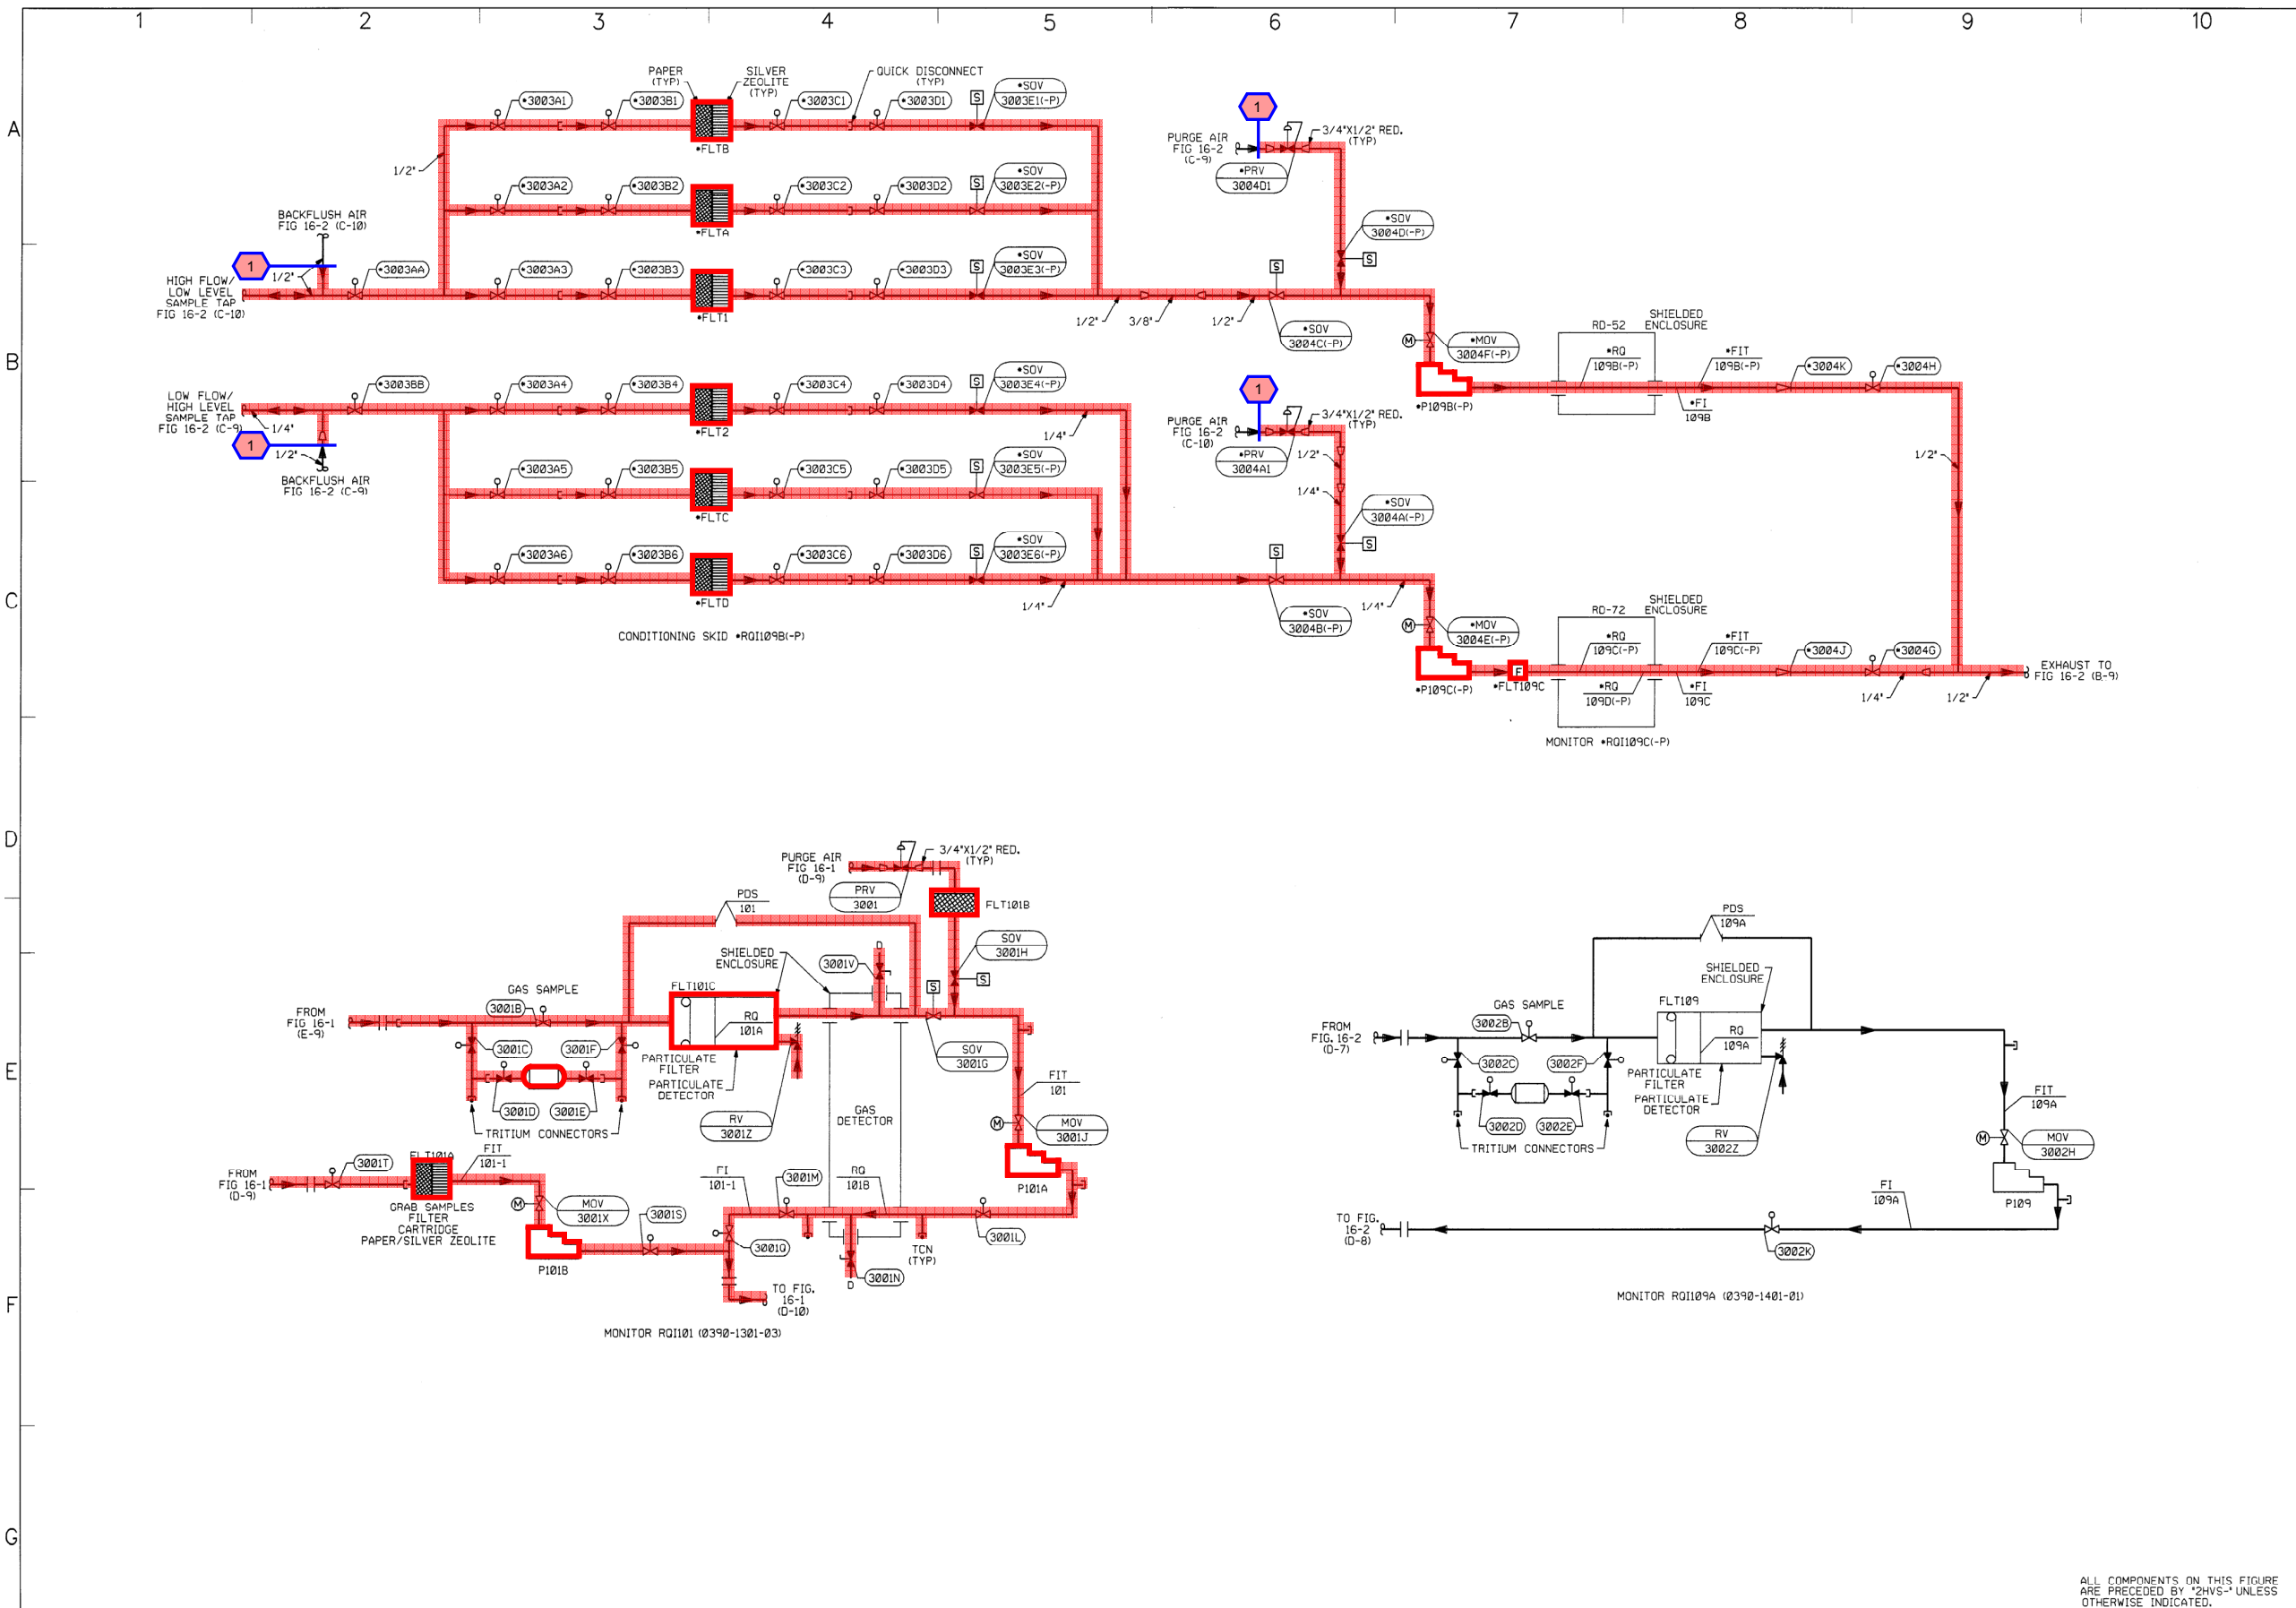 1 2 3 4 5 6 7 8 9 10
A
B
C
D
E
F
G
PAPER
(TYP)
SILVER
ZEOLITE
(TYP)
QUICK DISCONNECT
(TYP)
•3003A1
•3003B1
•3003C1
•3003D1
S
•SOV
3003E1(-P)
•FLTB
1/2"
•3003A2
•3003B2
•3003C2
•3003D2
S
•SOV
3003E2(-P)
•FLTA
BACKFLUSH AIR
FIG 16-2 (C-10)
1
1/2"
HIGH FLOW/
LOW LEVEL
SAMPLE TAP
FIG 16-2 (C-10)
•3003AA
•3003A3
•3003B3
•3003C3
•3003D3
S
•SOV
3003E3(-P)
•FLT1
1/2"
3/8"
1/2"
1
PURGE AIR
FIG 16-2
(C-9)
3/4"X1/2" RED.
(TYP)
•PRV
3004D1
•SOV
3004D(-P)
S
S
•SOV
3004C(-P)
M
•MOV
3004F(-P)
•P109B(-P)
RD-52
SHIELDED
ENCLOSURE
•RQ
109B(-P)
•FIT
109B(-P)
•FI
109B
•3004K
•3004H
1/2"
LOW FLOW/
HIGH LEVEL
SAMPLE TAP
FIG 16-2 (C-9)
1/4"
1
1/2"
BACKFLUSH AIR
FIG 16-2 (C-9)
•3003BB
•3003A4
•3003B4
•3003C4
•3003D4
S
•SOV
3003E4(-P)
•FLT2
1/4"
•3003A5
•3003B5
•3003C5
•3003D5
S
•SOV
3003E5(-P)
•FLTC
•3003A6
•3003B6
•3003C6
•3003D6
S
•SOV
3003E6(-P)
•FLTD
1/4"
CONDITIONING SKID •RQI109B(-P)
1
PURGE AIR
FIG 16-2
(C-10)
3/4"X1/2" RED.
(TYP)
•PRV
3004A1
1/2"
1/4"
•SOV
3004A(-P)
S
S
•SOV
3004B(-P)
1/4"
M
•MOV
3004E(-P)
•P109C(-P)
F
•FLT109C
RD-72
SHIELDED
ENCLOSURE
•RQ
109C(-P)
•FIT
109C(-P)
•RQ
109D(-P)
•FI
109C
•3004J
•3004G
1/4"
1/2"
EXHAUST TO
FIG 16-2 (B-9)
MONITOR •RQI109C(-P)
PURGE AIR
FIG 16-1
(D-9)
3/4"X1/2" RED.
(TYP)
PRV
3001
FLT101B
PDS
101
SOV
3001H
S
SHIELDED
ENCLOSURE
D
3001V
S
SOV
3001G
FLT101C
RQ
101A
GAS SAMPLE
3001B
FROM
FIG 16-1
(E-9)
3001C
3001F
3001D
3001E
TRITIUM CONNECTORS
PARTICULATE
FILTER
PARTICULATE
DETECTOR
RV
3001Z
GAS
DETECTOR
FIT
101
M
MOV
3001J
P101A
FROM
FIG 16-1
(D-9)
3001T
FLT101A
FIT
101-1
GRAB SAMPLES
FILTER
CARTRIDGE
PAPER/SILVER ZEOLITE
M
MOV
3001X
P101B
3001S
FI
101-1
3001M
RQ
101B
3001Q
3001L
TCN
(TYP)
3001N
D
TO FIG.
16-1
(D-10)
MONITOR RQI101 (0390-1301-03)
PDS
109A
SHIELDED
ENCLOSURE
FLT109
RQ
109A
GAS SAMPLE
3002B
FROM
FIG.16-2
(D-7)
3002C
3002F
3002D
3002E
TRITIUM CONNECTORS
PARTICULATE
FILTER
PARTICULATE
DETECTOR
RV
3002Z
FIT
109A
M
MOV
3002H
P109
FI
109A
TO FIG.
16-2
(D-8)
3002K
MONITOR RQI109A (0390-1401-01)
ALL COMPONENTS ON THIS FIGURE
ARE PRECEDED BY "2HVS-" UNLESS
OTHERWISE INDICATED.